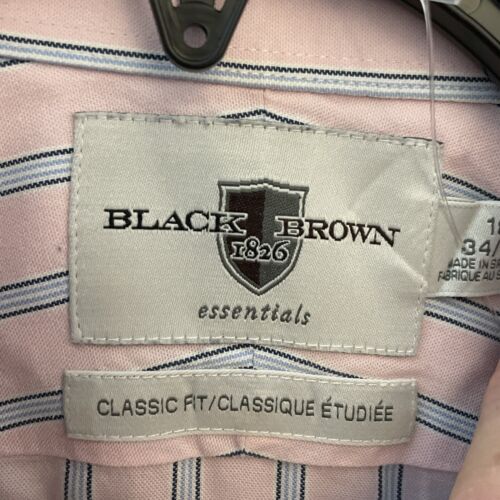 BLACK BROWN
1826
essentials
CLASSIC FIT/CLASSIQUE ÉTUDIÉE
34/
MADE IN
FABRIQUE AU